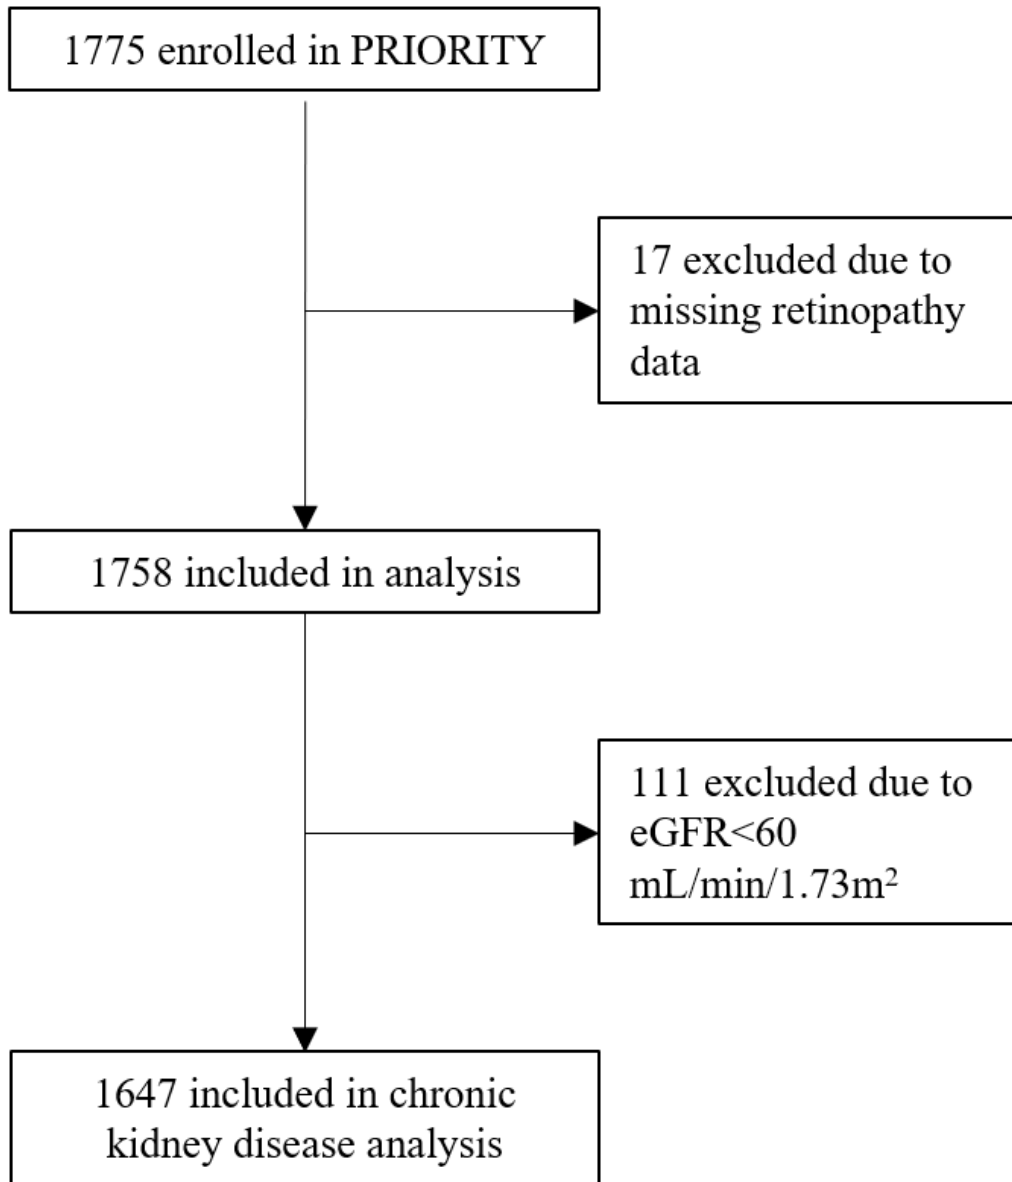 1775 enrolled in PRIORITY
17 excluded due to
missing retinopathy
data
1758 included in analysis
111 excluded due to
eGFR<60
mL/min/1.73m²
1647 included in chronic
kidney disease analysis